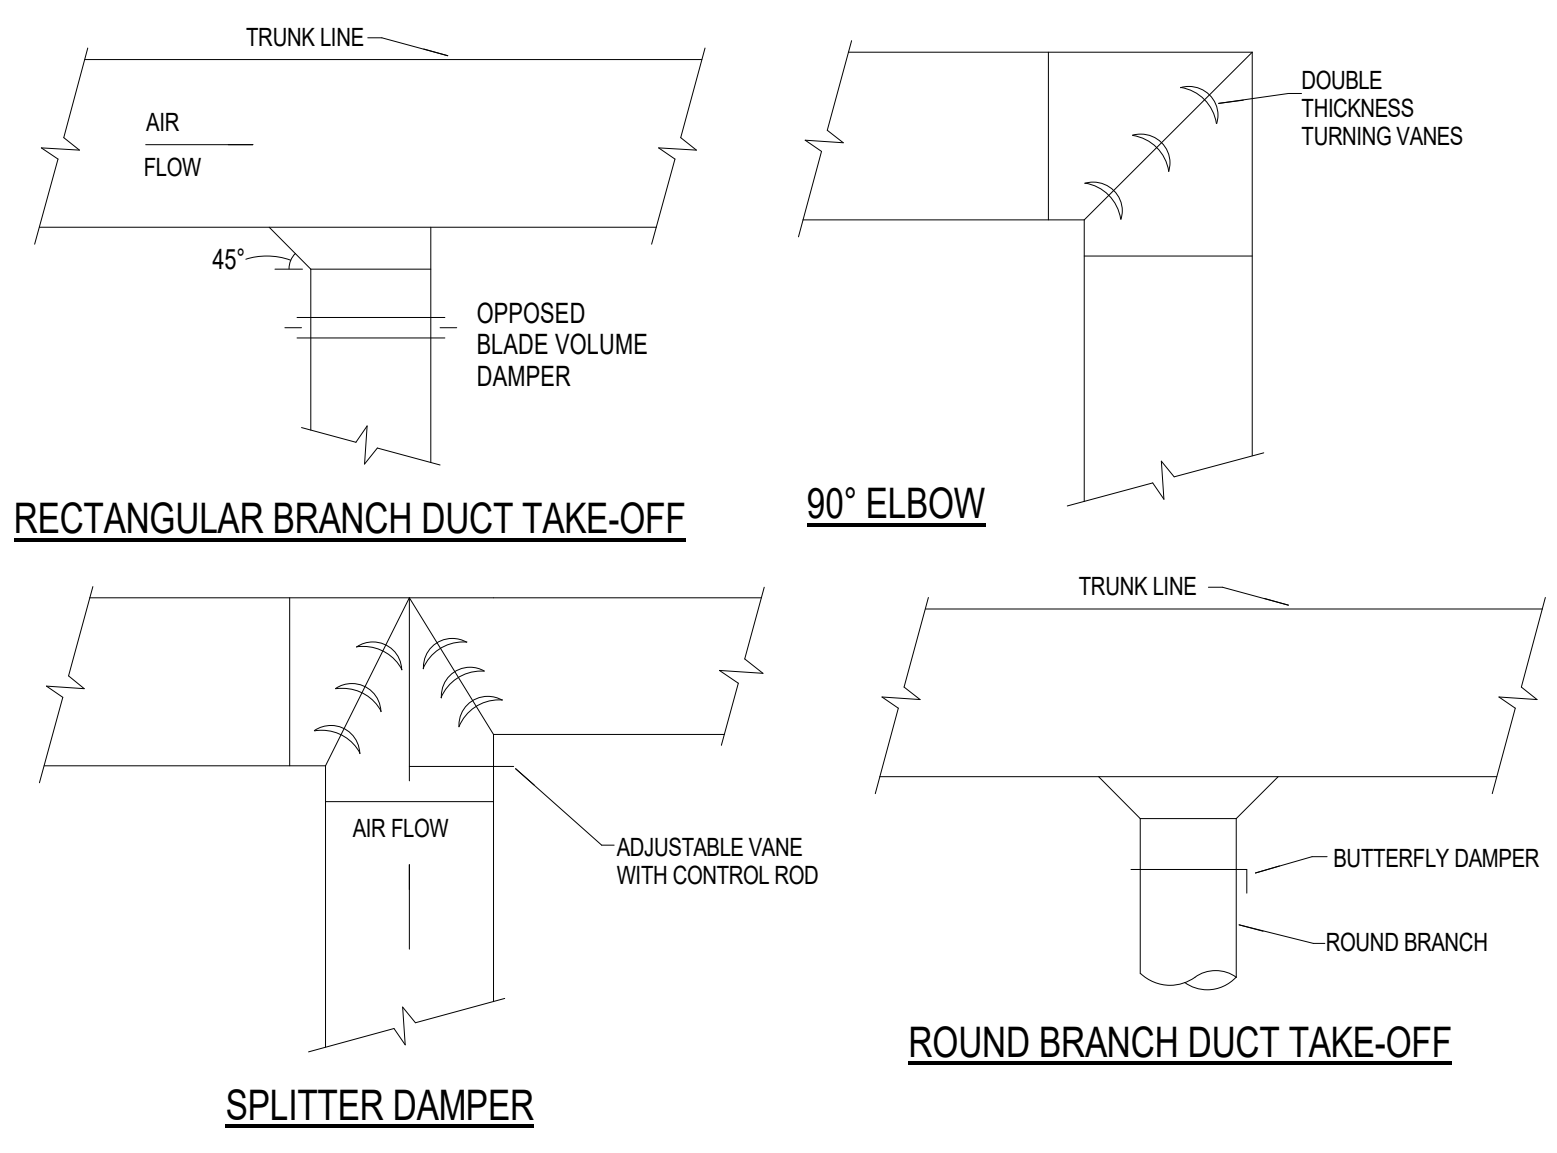 TRUNK LINE
AIR
FLOW
45°
OPPOSED
BLADE VOLUME
DAMPER
RECTANGULAR BRANCH DUCT TAKE-OFF
DOUBLE
THICKNESS
TURNING VANES
90° ELBOW
AIR FLOW
ADJUSTABLE VANE
WITH CONTROL ROD
SPLITTER DAMPER
TRUNK LINE
BUTTERFLY DAMPER
ROUND BRANCH
ROUND BRANCH DUCT TAKE-OFF